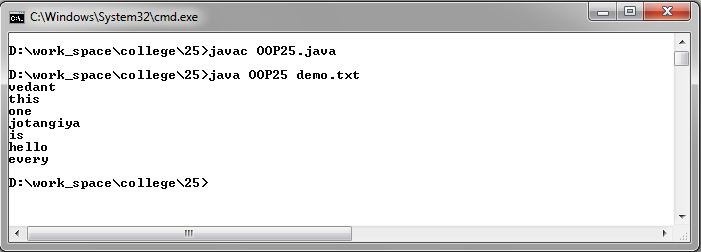 C:\Windows\System32\cmd.exe
D:\work_space\college\25>javac OOP25.java
D:\work_space\college\25>java OOP25 demo.txt
vedant
this
one
jotangiya
is
hello
every
D:\work_space\college\25>